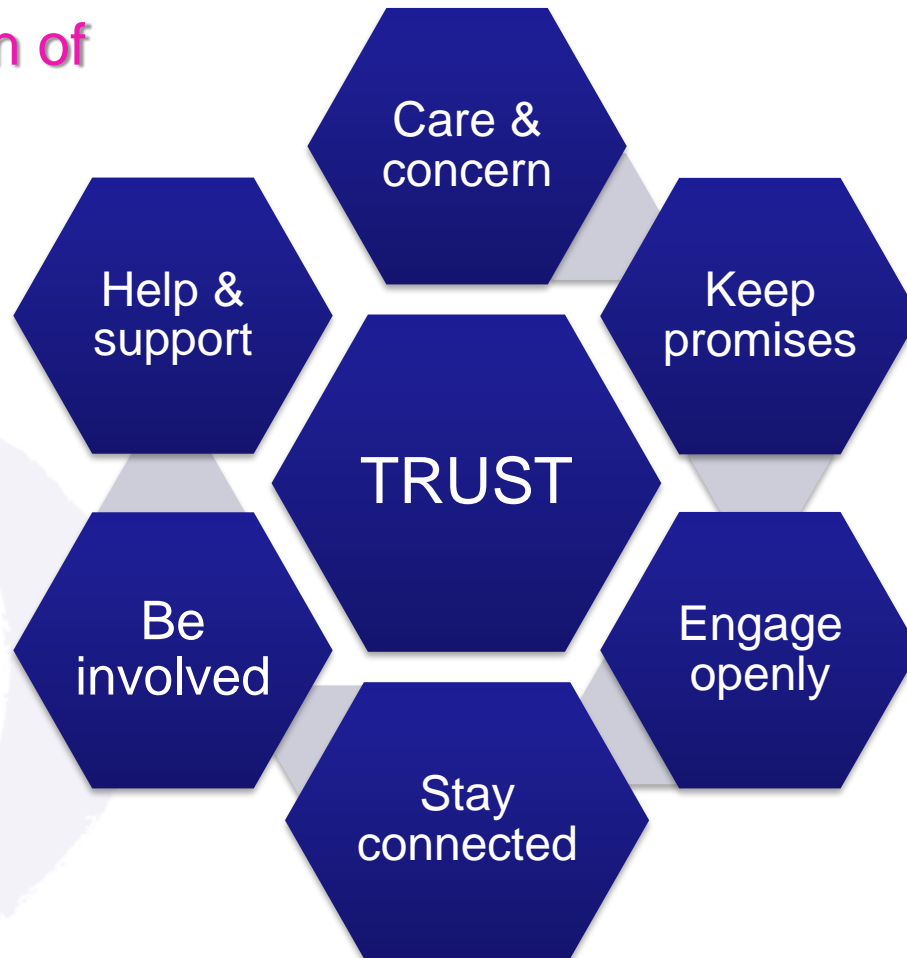 of
Care &
concern
Keep
promises
Engage
openly
Stay
connected
Be
involved
Help &
support
TRUST